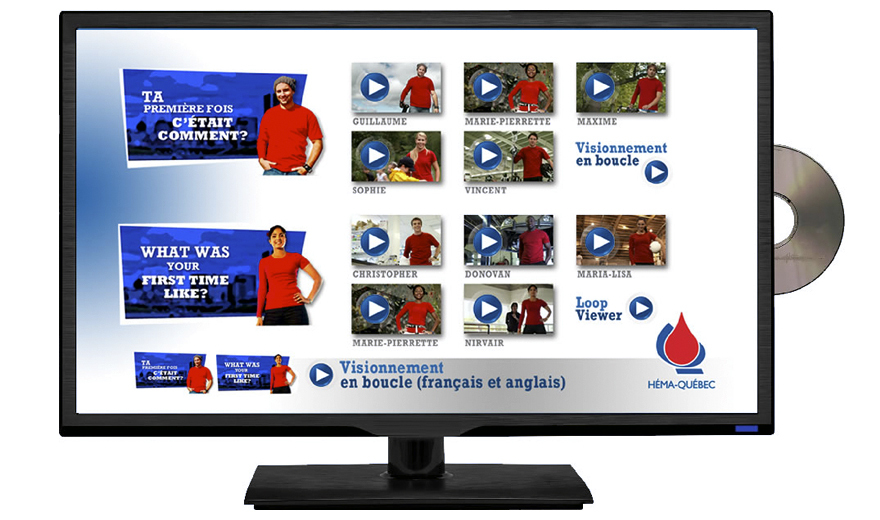 TA
PREMIÈRE FOIS
C'ÉTAIT
COMMENT?
GUILLAUME
MARIE-PIERRETTE
MAXIME
SOPHIE
VINCENT
Visionnement
en boucle
WHAT WAS
YOUR
FIRST TIME
LIKE?
CHRISTOPHER
DONOVAN
MARIA-LISA
MARIE-PIERRETTE
NIRVAIR
Loop
Viewer
TA
PREMIÈRE FOIS
C'ÉTAIT
COMMENT?
WHAT WAS
YOUR
FIRST TIME
LIKE?
Visionnement
en boucle (français et anglais)
HÉMA-QUÉBEC